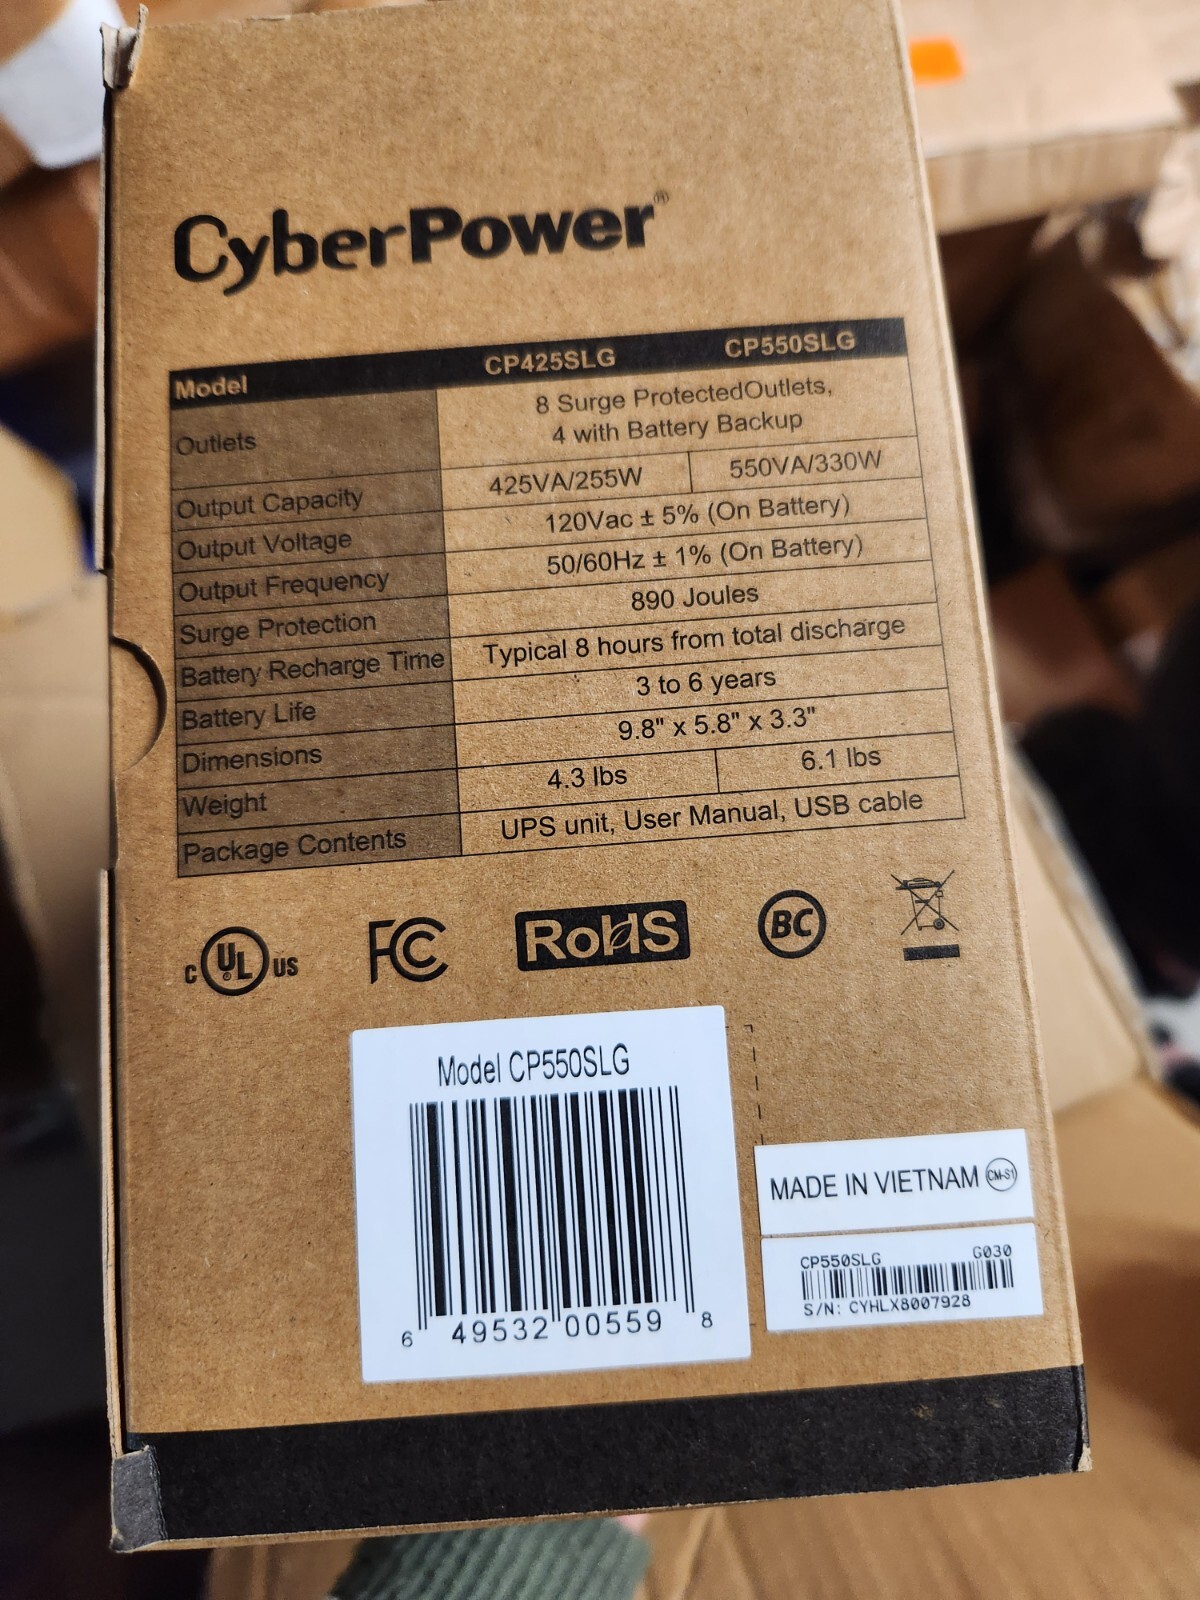 CyberPower®
Model CP425SLG CP550SLG
Outlets 8 Surge ProtectedOutlets,
4 with Battery Backup
Output Capacity 425VA/255W 550VA/330W
Output Voltage 120Vac ± 5% (On Battery)
Output Frequency 50/60Hz ± 1% (On Battery)
Surge Protection 890 Joules
Battery Recharge Time Typical 8 hours from total discharge
Battery Life 3 to 6 years
Dimensions 9.8" x 5.8" x 3.3"
Weight 4.3 lbs 6.1 lbs
Package Contents UPS unit, User Manual, USB cable
C UL® US FC RoHS BC
Model CP550SLG
6 49532 00559 8
MADE IN VIETNAM CM-S1
CP550SLG G030
S/N: CYHLX8007928